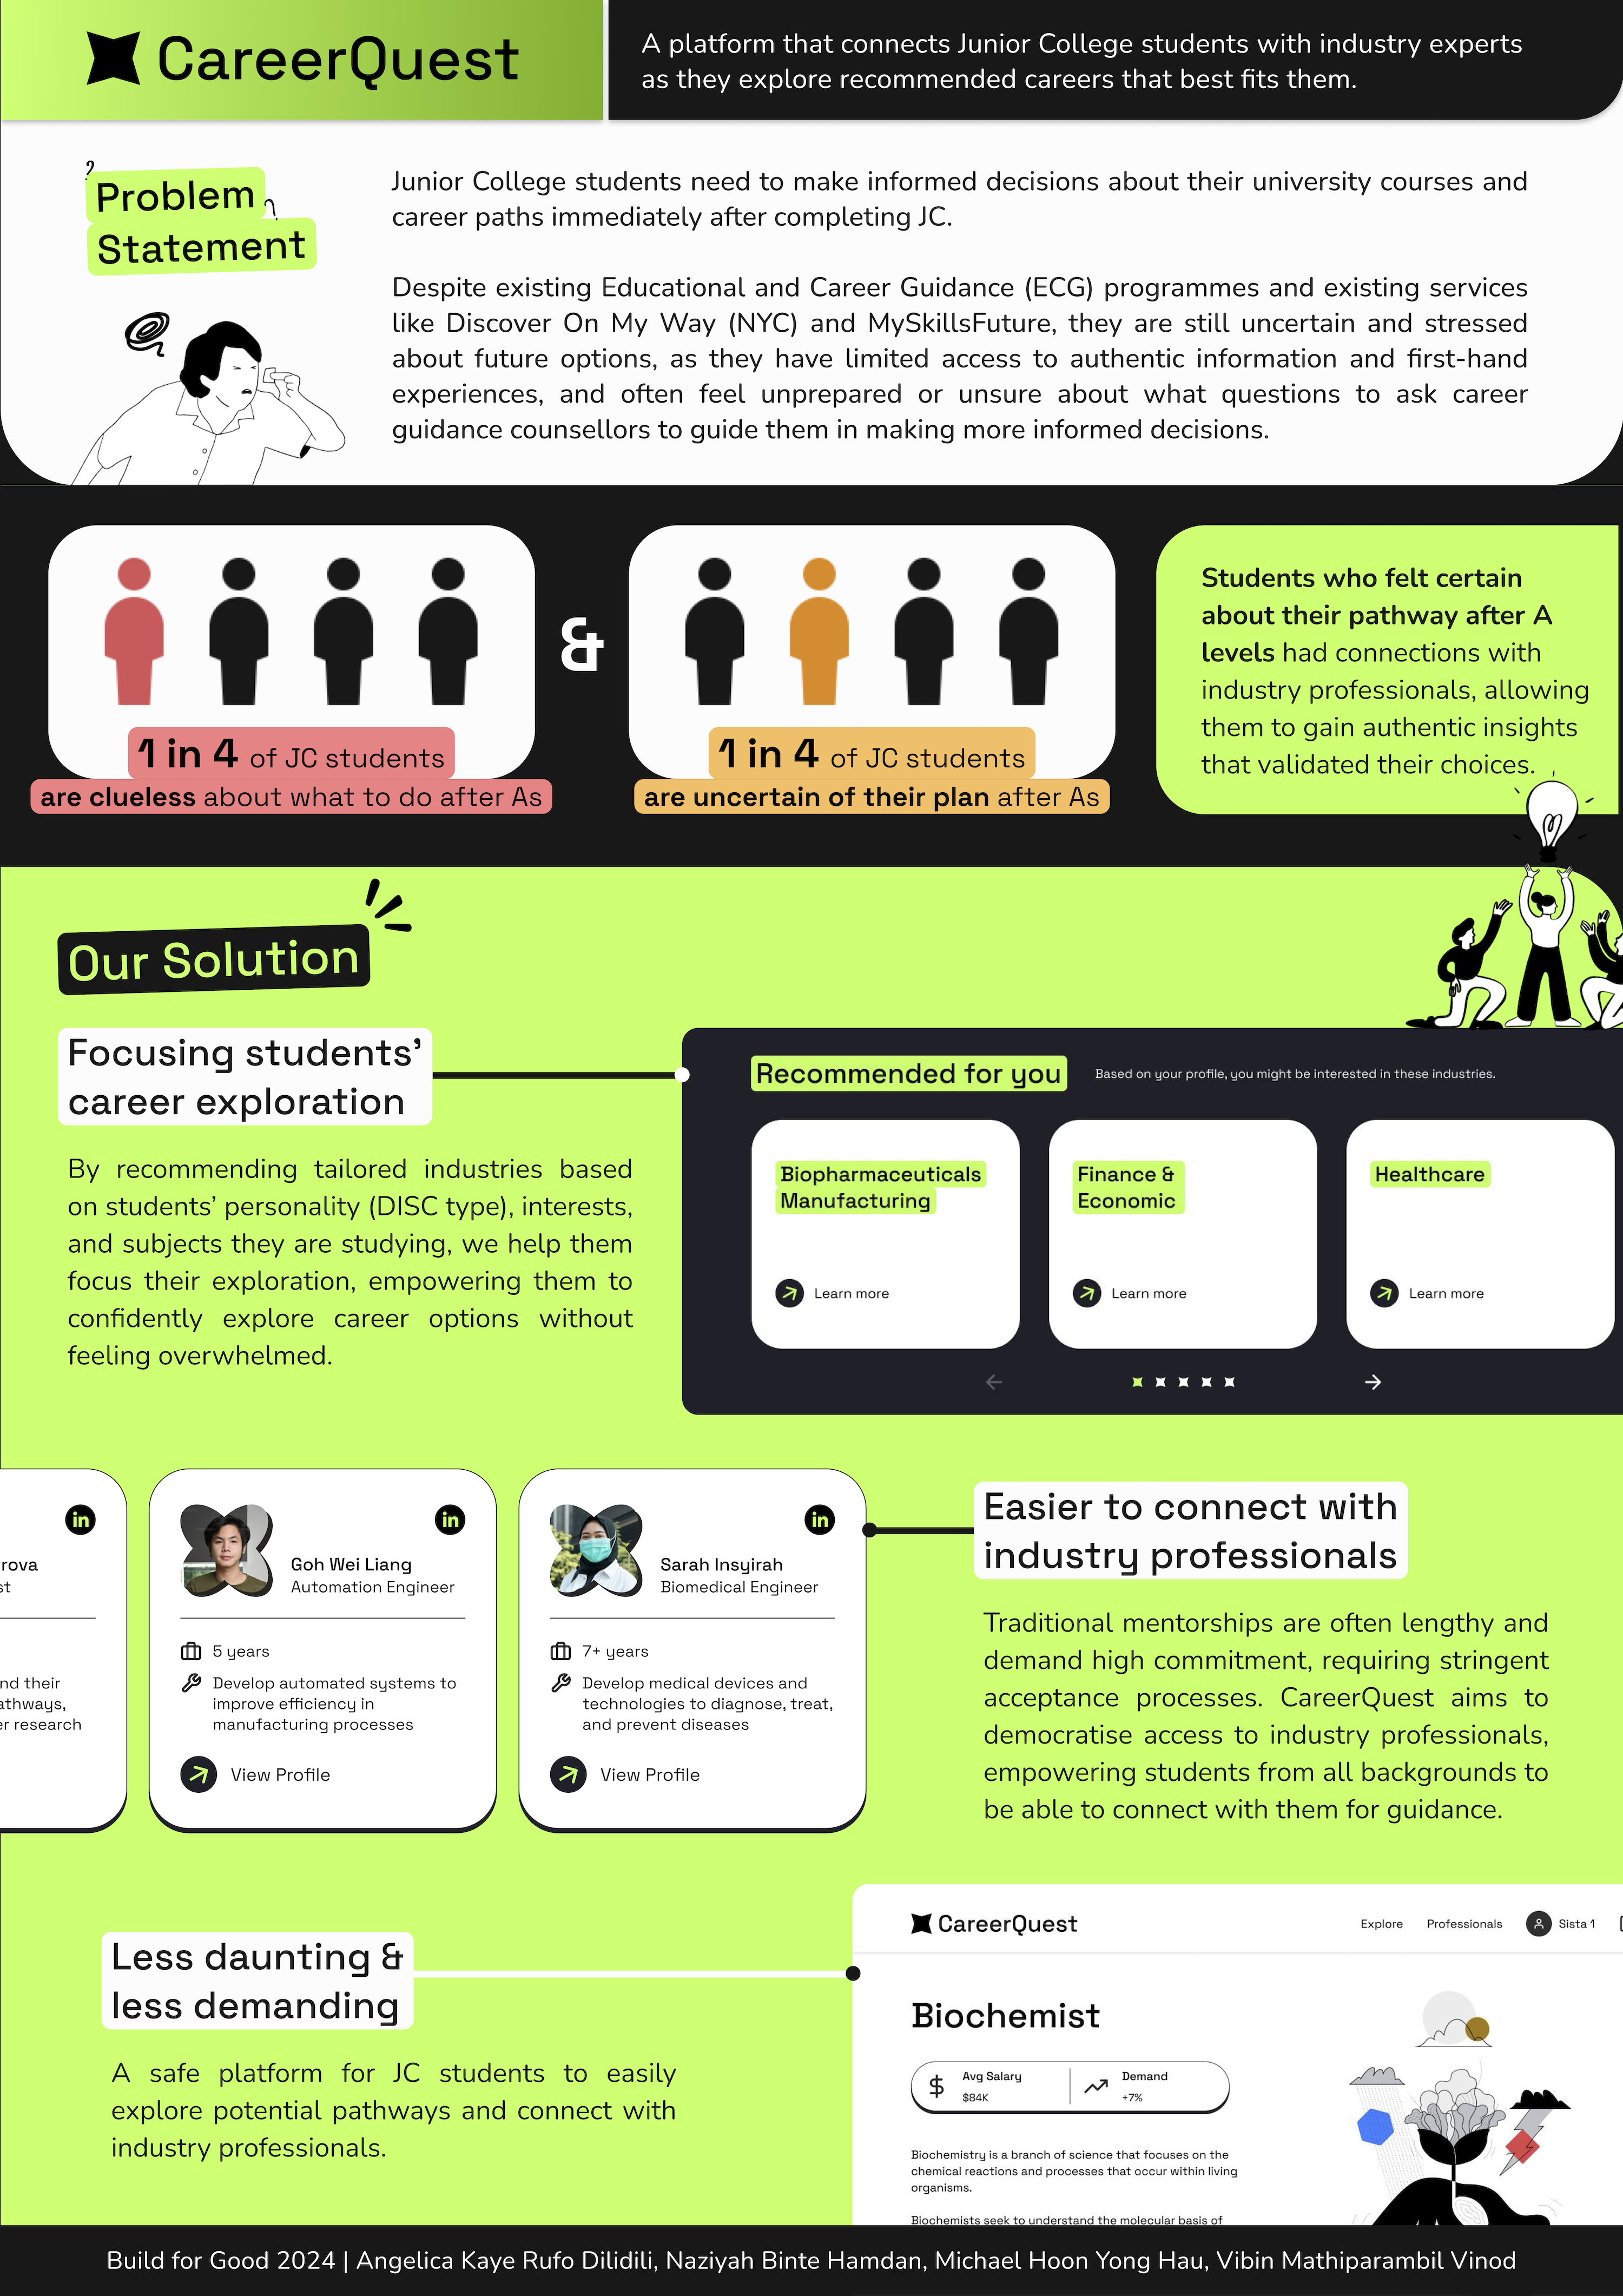 CareerQuest
A platform that connects Junior College students with industry experts
as they explore recommended careers that best fits them.
Problem
Statement
Junior College students need to make informed decisions about their university courses and
career paths immediately after completing JC.
Despite existing Educational and Career Guidance (ECG) programmes and existing services
like Discover On My Way (NYC) and MySkillsFuture, they are still uncertain and stressed
about future options, as they have limited access to authentic information and first-hand
experiences, and often feel unprepared or unsure about what questions to ask career
guidance counsellors to guide them in making more informed decisions.
1 in 4 of JC students
are clueless about what to do after As
&
1 in 4 of JC students
are uncertain of their plan after As
Students who felt certain
about their pathway after A
levels had connections with
industry professionals, allowing
them to gain authentic insights
that validated their choices.
Our Solution
Focusing students'
career exploration
By recommending tailored industries based
on students' personality (DISC type), interests,
and subjects they are studying, we help them
focus their exploration, empowering them to
confidently explore career options without
feeling overwhelmed.
Recommended for you
Based on your profile, you might be interested in these industries.
Biopharmaceuticals
Manufacturing
Learn more
Finance &
Economic
Learn more
Healthcare
Learn more
rova
st
nd their
athways,
er research
in
Goh Wei Liang
Automation Engineer
5 years
Develop automated systems to
improve efficiency in
manufacturing processes
View Profile
in
Sarah Insyirah
Biomedical Engineer
7+ years
Develop medical devices and
technologies to diagnose, treat,
and prevent diseases
View Profile
in
Easier to connect with
industry professionals
Traditional mentorships are often lengthy and
demand high commitment, requiring stringent
acceptance processes. CareerQuest aims to
democratise access to industry professionals,
empowering students from all backgrounds to
be able to connect with them for guidance.
Less daunting &
less demanding
A safe platform for JC students to easily
explore potential pathways and connect with
industry professionals.
CareerQuest
Explore Professionals Sista 1
Biochemist
Avg Salary
$84K
Demand
+7%
Biochemistry is a branch of science that focuses on the
chemical reactions and processes that occur within living
organisms.
Biochemists seek to understand the molecular basis of
Build for Good 2024 | Angelica Kaye Rufo Dilidili, Naziyah Binte Hamdan, Michael Hoon Yong Hau, Vibin Mathiparambil Vinod